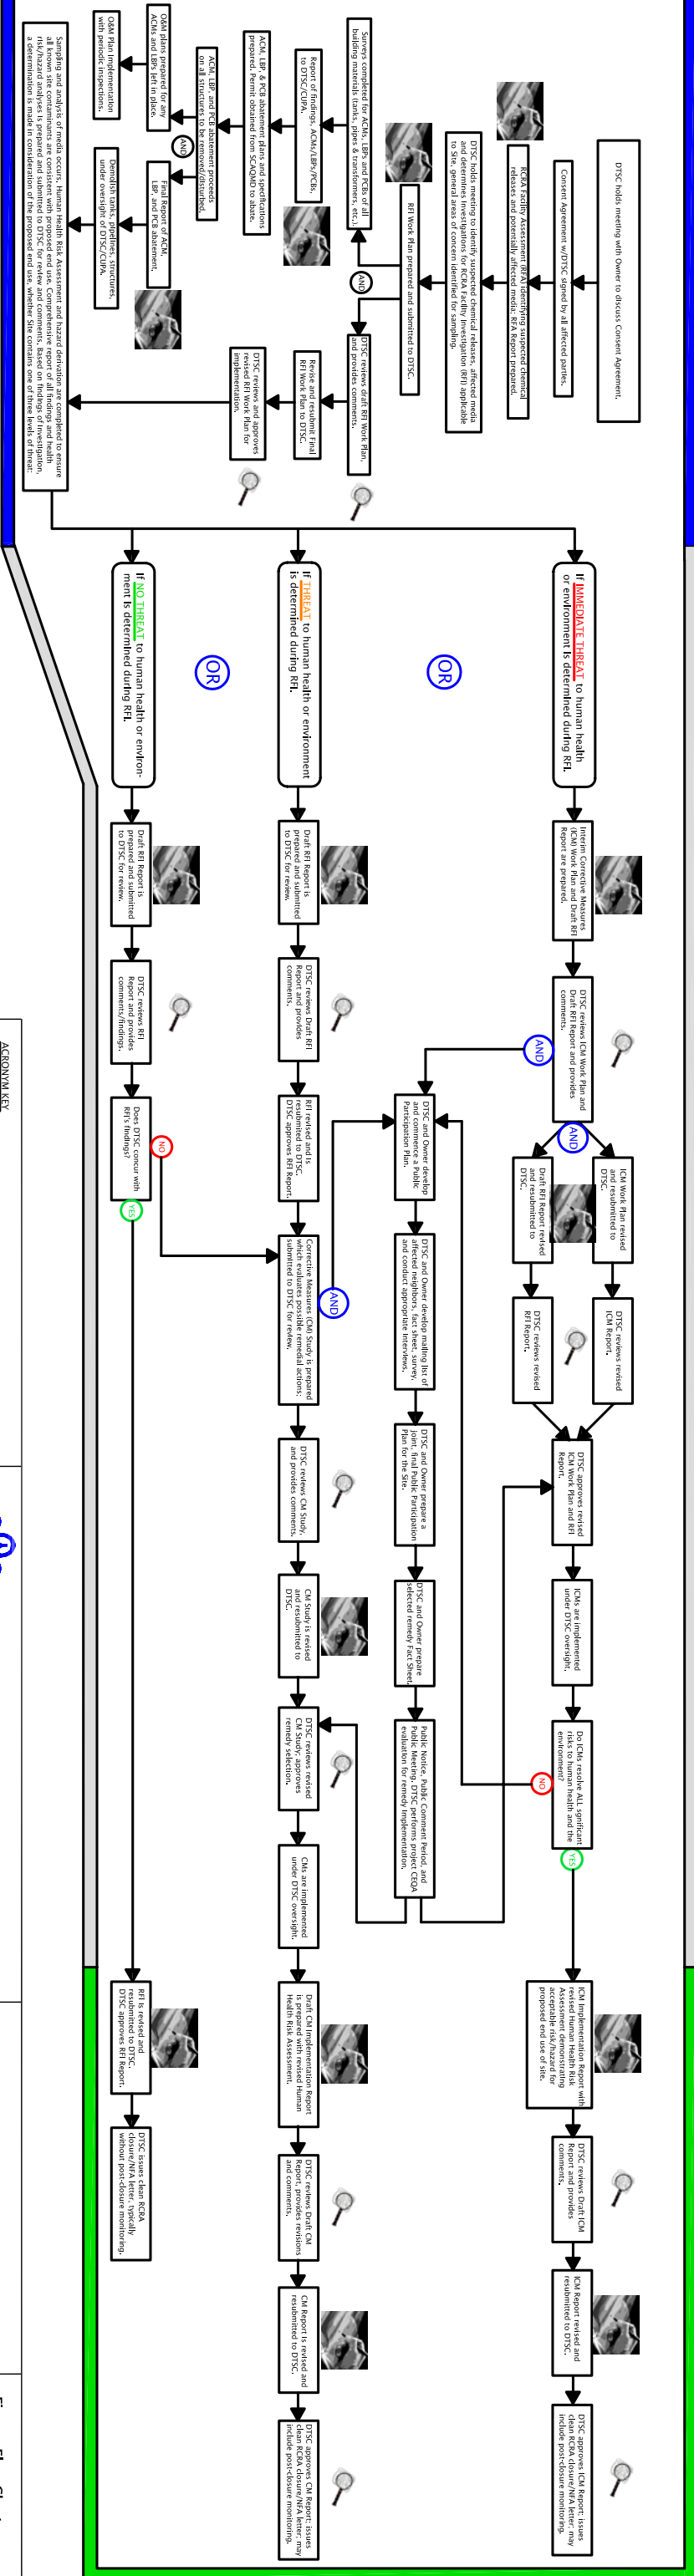 DTSC holds meeting with Owner to discuss Consent Agreement.
Consent Agreement w/DTSC signed by all affected parties.
RCRA Facility Assessment (RFA) identifying suspected chemical
releases and potentially affected media: RFA Report prepared.
DTSC holds meeting to identify suspected chemical releases, affected media
and determines Investigations for RCRA Facility Investigation (RFI) applicable
to Site, general areas of concern identified for sampling.
RFI Work Plan prepared and submitted to DTSC.
AND
Surveys completed for ACMs, LBPs and PCBs of all
building materials (tanks, pipes & transformers, etc.).
Report of findings, ACMs/LBPs/PCBs,
to DTSC/CUPA.
ACM, LBP, & PCB abatement plans and specifications
prepared. Permit obtained from SCAQMD to abate.
ACM, LBP, and PCB abatement proceeds
on all structures to be removed/disturbed.
AND
O&M plans prepared for any
ACMs and LBPs left in place.
O&M Plan Implementation
with periodic inspections.
Final Report of ACM,
LBP, and PCB abatement.
Demolish tanks, pipelines, structures,
under oversight of DTSC/CUPA.
DTSC reviews draft RFI Work Plan,
and provides comments.
Revise and resubmit Final
RFI Work Plan to DTSC.
DTSC reviews and approves
revised RFI Work Plan for
implementation.
Sampling and analysis of media occurs. Human Health Risk Assessment and hazard derivation are completed to ensure
all known site contaminants are consistent with proposed end use. Comprehensive report of all findings and health
risk/hazard analyses is prepared and submitted to DTSC for review and comments. Based on findings of investigation,
a determination is made in consideration of the proposed end use, whether Site contains one of three levels of threat:
If IMMEDIATE THREAT to human health
or environment is determined during RFI.
OR
If THREAT to human health or environment
is determined during RFI.
OR
If NO THREAT to human health or environ-
ment is determined during RFI.
Interim Corrective Measures
(ICM) Work Plan and Draft RFI
Report are prepared.
DTSC reviews ICM Work Plan and
Draft RFI Report and provides
comments.
AND
AND
ICM Work Plan revised
and resubmitted to
DTSC.
DTSC reviews revised
ICM Report.
Draft RFI Report revised
and resubmitted to
DTSC.
DTSC reviews revised
RFI Report.
DTSC approves revised
ICM Work Plan and RFI
Report.
ICMs are implemented
under DTSC oversight.
Do ICMs resolve ALL significant
risks to human health and the
environment?
YES
NO
ICM Implementation Report with
revised Human Health Risk
Assessment demonstrating
acceptable risk/hazard for
proposed end use of site.
DTSC reviews Draft ICM
Report and provides
comments.
ICM Report revised and
resubmitted to DTSC.
DTSC approves ICM Report; issues
clean RCRA closure/NFA letter; may
include post-closure monitoring.
DTSC and Owner develop
and commence a Public
Participation Plan.
DTSC and Owner develop mailing list of
affected neighbors, fact sheet, survey,
and conduct appropriate interviews.
DTSC and Owner prepare a
joint, final Public Participation
Plan for the Site.
DTSC and Owner prepare
selected remedy Fact Sheet.
Public Notice, Public Comment Period, and
Public Meeting. DTSC performs project CEQA
evaluation for remedy implementation.
Draft RFI Report is
prepared and submitted
to DTSC for review.
DTSC reviews Draft RFI
Report and provides
comments.
RFI revised and is
resubmitted to DTSC.
DTSC approves RFI Report.
AND
Corrective Measures (CM) Study is prepared
which evaluates possible remedial actions;
submitted to DTSC for review.
DTSC reviews CM Study,
and provides comments.
CM Study is revised
and resubmitted to
DTSC.
DTSC reviews revised
CM Study; approves
remedy selection.
CMs are implemented
under DTSC oversight.
Draft CM Implementation Report
is prepared with revised Human
Health Risk Assessment.
DTSC reviews Draft CM
Report, provides revisions
and comments.
CM Report is revised and
resubmitted to DTSC.
DTSC approves CM Report; issues
clean RCRA closure/NFA letter; may
include post-closure monitoring.
Draft RFI Report is
prepared and submitted
to DTSC for review.
DTSC reviews RFI
Report and provides
comments/findings.
Does DTSC concur with
RFI's findings?
NO
YES
RFI is revised and
resubmitted to DTSC.
DTSC approves RFI Report.
DTSC issues clean RCRA
closure/NFA letter, typically
without post-closure monitoring.
ACRONYM KEY